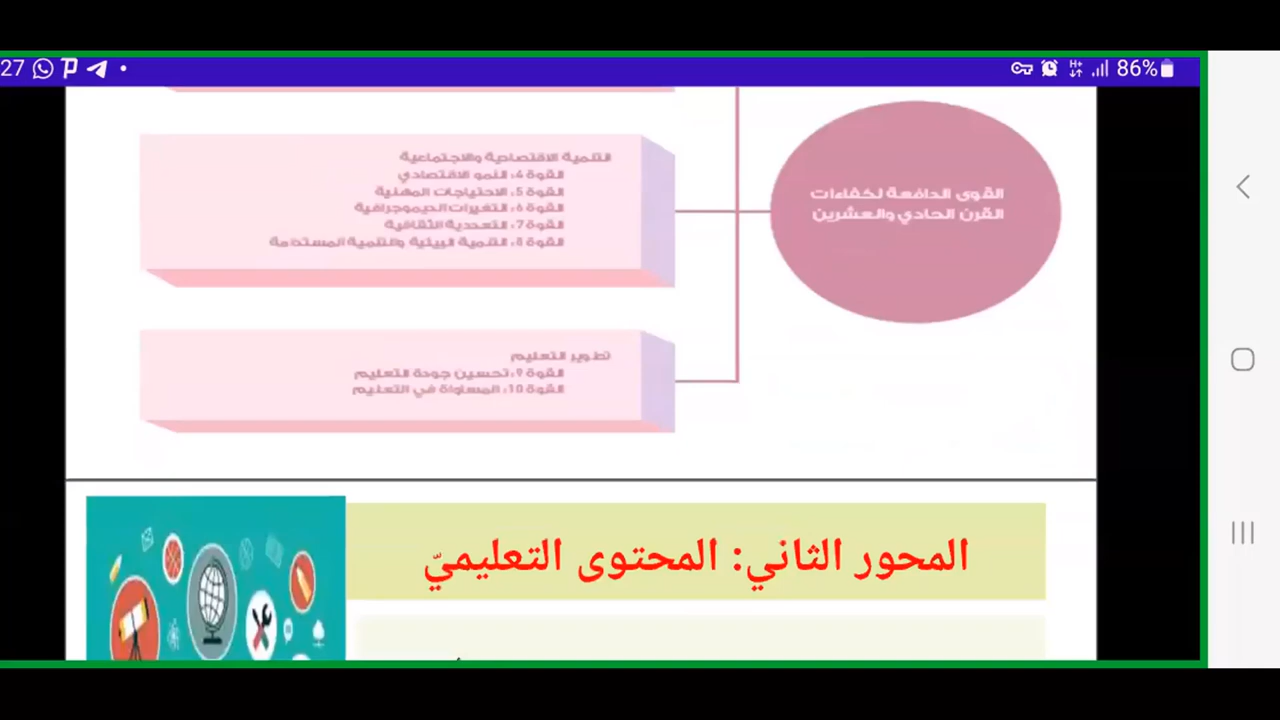 27
86%
القوى الدافعة لكفاءات
القرن الحادي والعشرين
التنمية الاقتصادية والاجتماعية
القوة 4: النمو الاقتصادي
القوة 5: الاحتياجات المهنية
القوة 6: التغيرات الديموجرافية
القوة 7: التعددية الثقافية
القوة 8: التنمية البيئية والتنمية المستدامة
تطوير التعليم
القوة 9: تحسين جودة التعليم
القوة 10: المساواة في التعليم
المحور الثاني: المحتوى التعليميّ